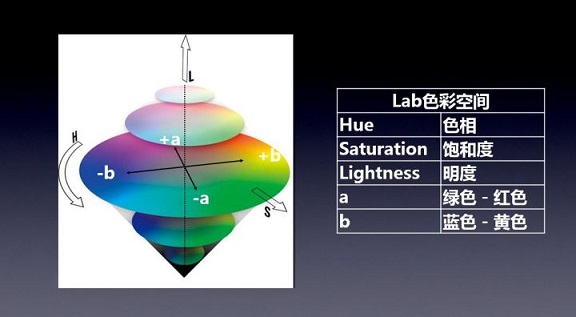 L
H
+a
+b
-b
-a
S
Lab色彩空间
Hue 色相
Saturation 饱和度
Lightness 明度
a 绿色 - 红色
b 蓝色 - 黄色